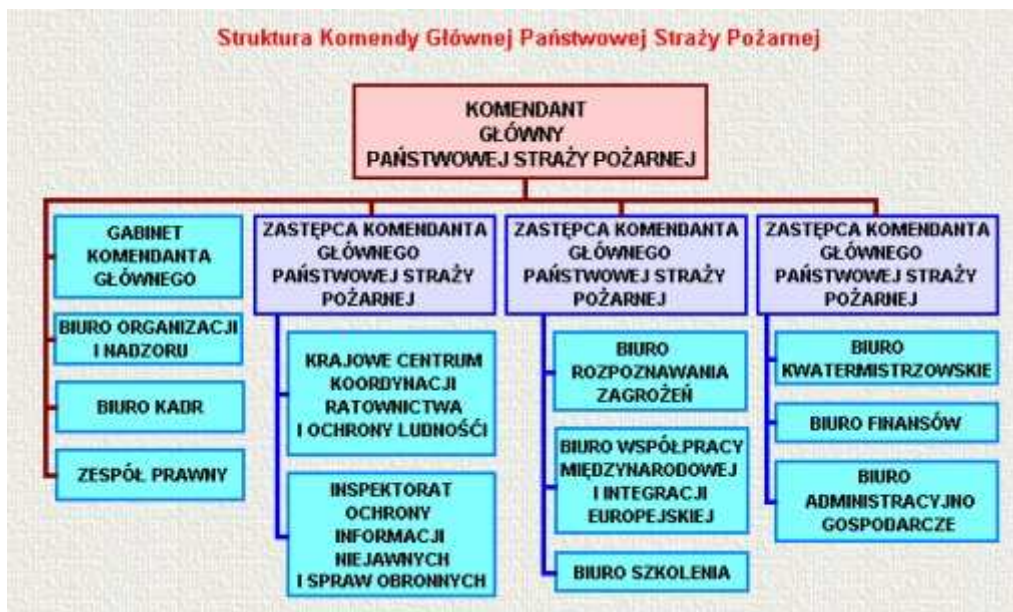 Struktura Komendy Głównej Państwowej Straży Pożarnej
KOMENDANT
GŁÓWNY
PAŃSTWOWEJ STRAŻY POŻARNEJ
GABINET
KOMENDANTA
GŁÓWNEGO
BIURO ORGANIZACJI
I NADZORU
BIURO KADR
ZESPÓŁ PRAWNY
ZASTĘPCA KOMENDANTA
GŁÓWNEGO
PAŃSTWOWEJ STRAŻY
POŻARNEJ
KRAJOWE CENTRUM
KOORDYNACJI
RATOWNICTWA
I OCHRONY LUDNOŚĆI
INSPEKTORAT
OCHRONY
INFORMACJI
NIEJAWNYCH
I SPRAW OBRONNYCH
ZASTĘPCA KOMENDANTA
GŁÓWNEGO
PAŃSTWOWEJ STRAŻY
POŻARNEJ
BIURO
ROZPOZNAWANIA
ZAGROŻEŃ
BIURO WSPÓŁPRACY
MIĘDZYNARODOWEJ
I INTEGRACJI
EUROPEJSKIEJ
BIURO SZKOLENIA
ZASTĘPCA KOMENDANTA
GŁÓWNEGO
PAŃSTWOWEJ STRAŻY
POŻARNEJ
BIURO
KWATERMISTRZOWSKIE
BIURO FINANSÓW
BIURO
ADMINISTRACYJNO
GOSPODARCZE